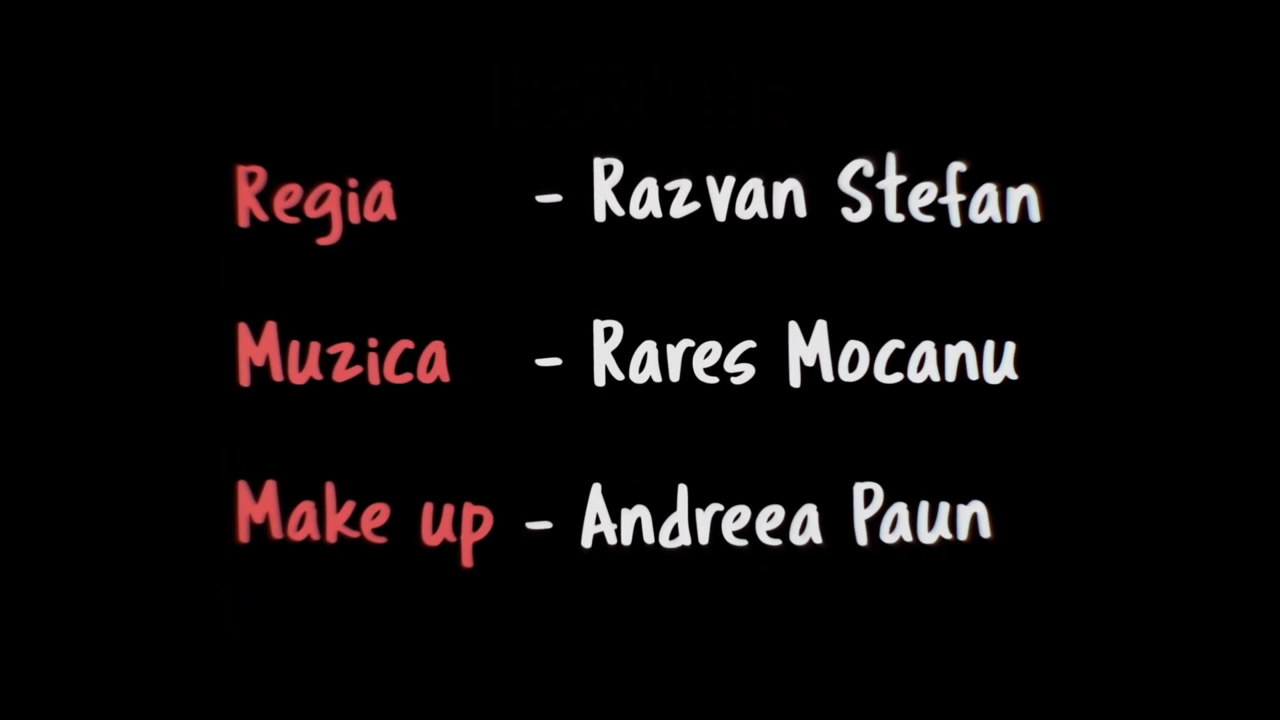 Regia - Razvan Stefan
Muzica - Rares Mocanu
Make up - Andreea Paun